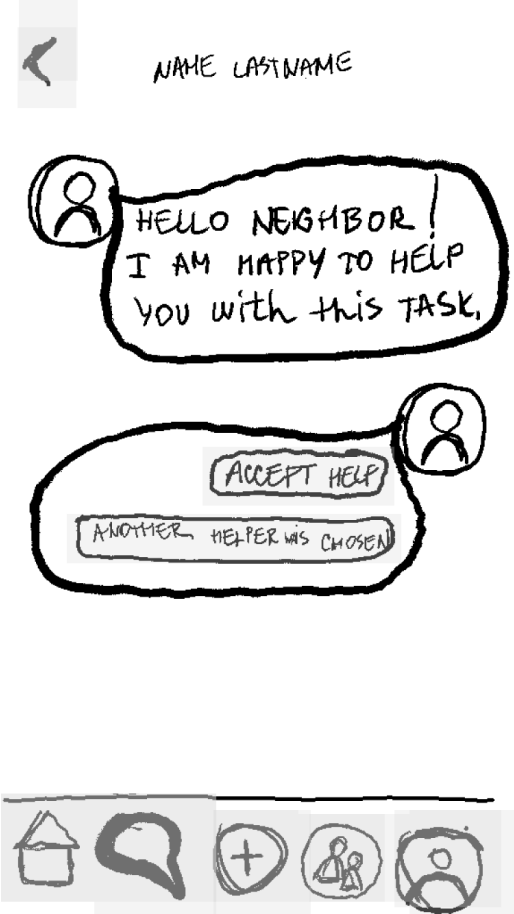 NAME LASTNAME
HELLO NEIGHBOR!
I AM HAPPY TO HELP
YOU with this TASK.
ACCEPT HELP
ANOTHER HELPER WAS CHOSEN